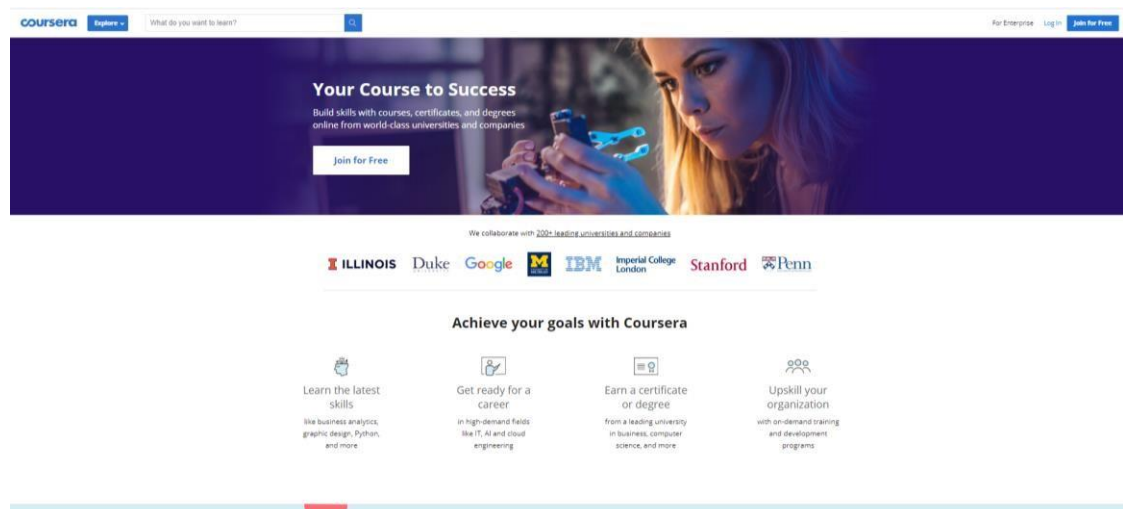 coursera
Explore
What do you want to learn?
For Enterprise
Log In
Join for Free
Your Course to Success
Build skills with courses, certificates, and degrees
online from world-class universities and companies
Join for Free
We collaborate with 200+ leading universities and companies
I ILLINOIS
Duke
Google
M
IBM
Imperial College
London
Stanford
Penn
Achieve your goals with Coursera
Learn the latest
skills
like business analytics,
graphic design, Python,
and more
Get ready for a
career
in high-demand fields
like IT, AI and cloud
engineering
Earn a certificate
or degree
from a leading university
in business, computer
science, and more
Upskill your
organization
with on-demand training
and development
programs